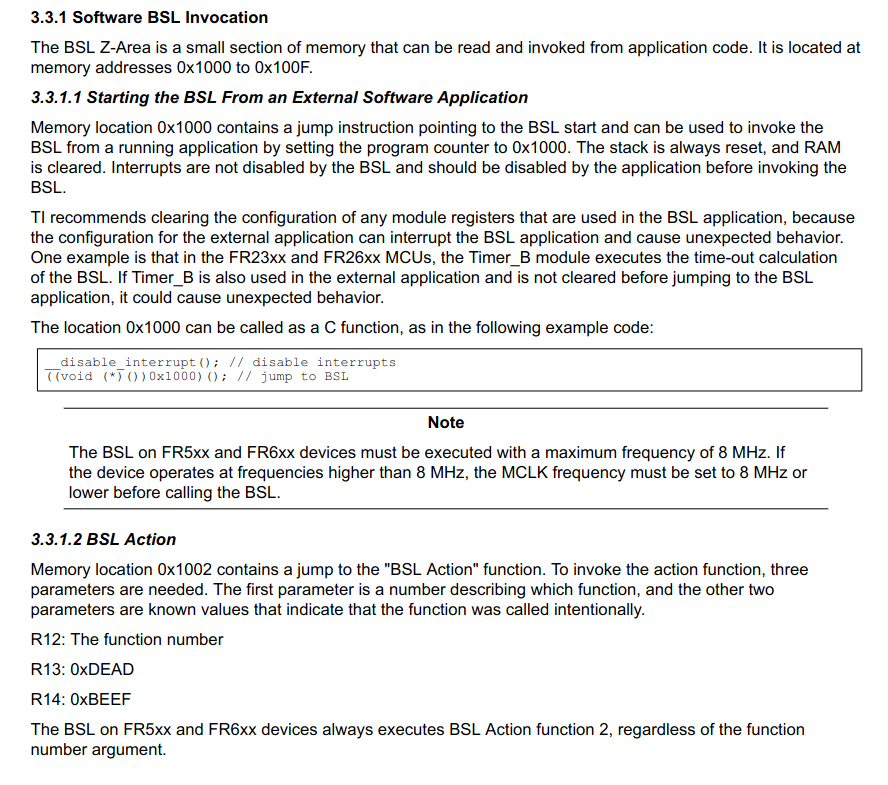 3.3.1 Software BSL Invocation
The BSL Z-Area is a small section of memory that can be read and invoked from application code. It is located at
memory addresses 0x1000 to 0x100F.
3.3.1.1 Starting the BSL From an External Software Application
Memory location 0x1000 contains a jump instruction pointing to the BSL start and can be used to invoke the
BSL from a running application by setting the program counter to 0x1000. The stack is always reset, and RAM
is cleared. Interrupts are not disabled by the BSL and should be disabled by the application before invoking the
BSL.
TI recommends clearing the configuration of any module registers that are used in the BSL application, because
the configuration for the external application can interrupt the BSL application and cause unexpected behavior.
One example is that in the FR23xx and FR26xx MCUs, the Timer_B module executes the time-out calculation
of the BSL. If Timer_B is also used in the external application and is not cleared before jumping to the BSL
application, it could cause unexpected behavior.
The location 0x1000 can be called as a C function, as in the following example code:
__disable_interrupt(); // disable interrupts
((void (*)())0x1000)(); // jump to BSL
Note
The BSL on FR5xx and FR6xx devices must be executed with a maximum frequency of 8 MHz. If
the device operates at frequencies higher than 8 MHz, the MCLK frequency must be set to 8 MHz or
lower before calling the BSL.
3.3.1.2 BSL Action
Memory location 0x1002 contains a jump to the "BSL Action" function. To invoke the action function, three
parameters are needed. The first parameter is a number describing which function, and the other two
parameters are known values that indicate that the function was called intentionally.
R12: The function number
R13: 0xDEAD
R14: 0xBEEF
The BSL on FR5xx and FR6xx devices always executes BSL Action function 2, regardless of the function
number argument.